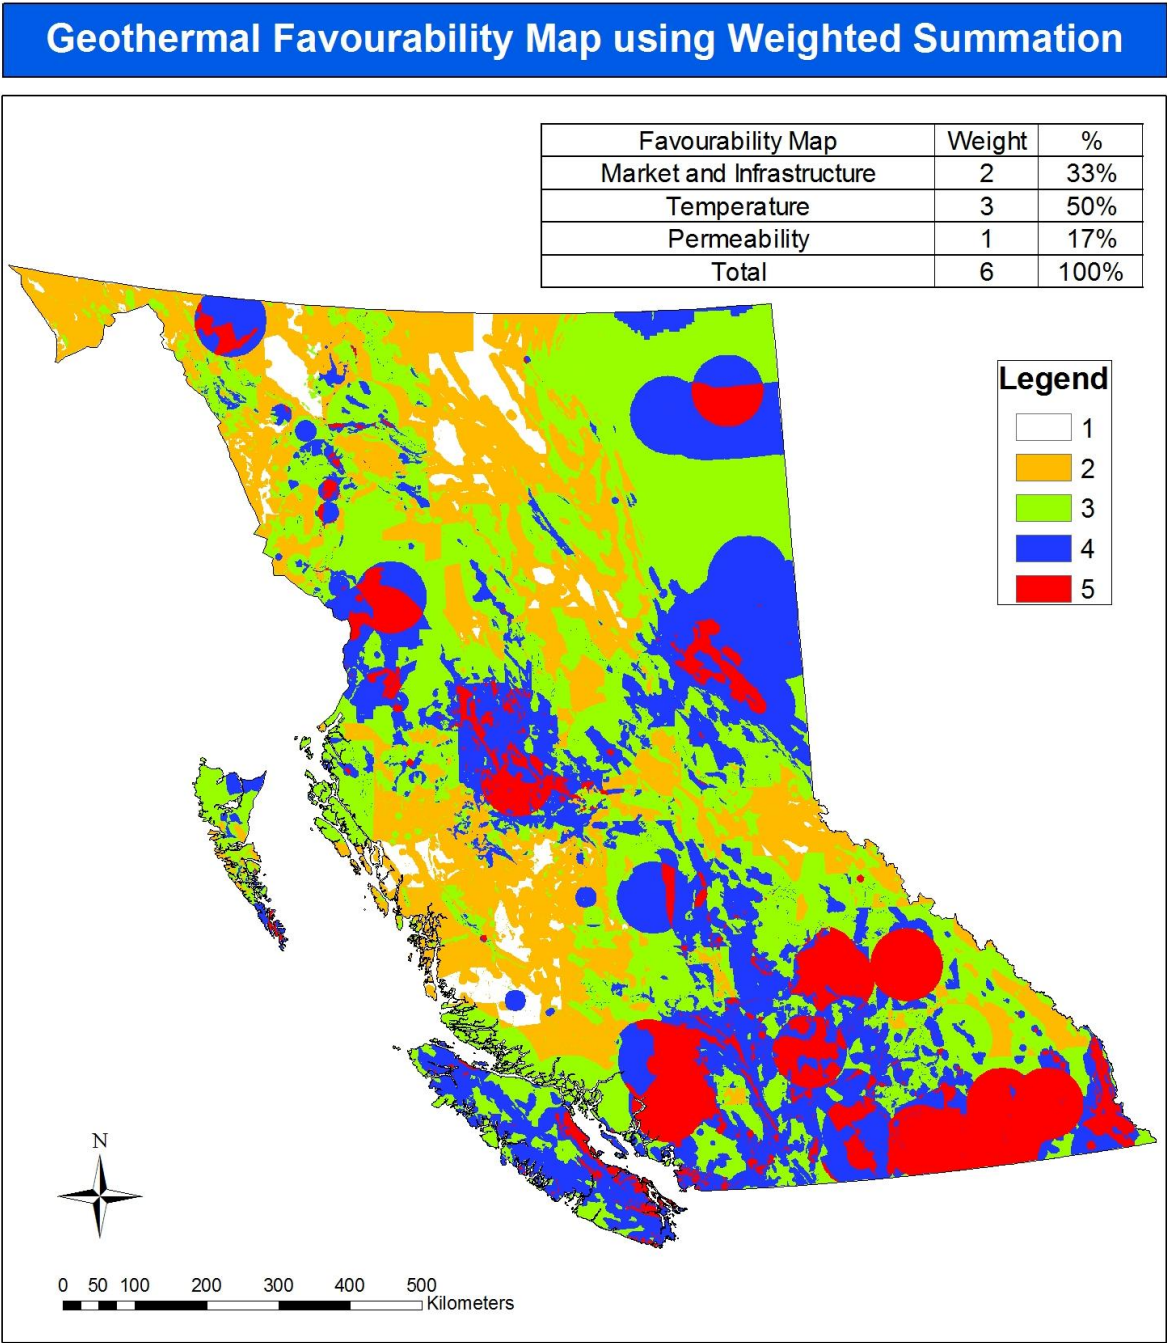 Geothermal Favourability Map using Weighted Summation
Favourability Map Weight %
Market and Infrastructure 2 33%
Temperature 3 50%
Permeability 1 17%
Total 6 100%
Legend
1
2
3
4
5
N
0 50 100 200 300 400 500
Kilometers